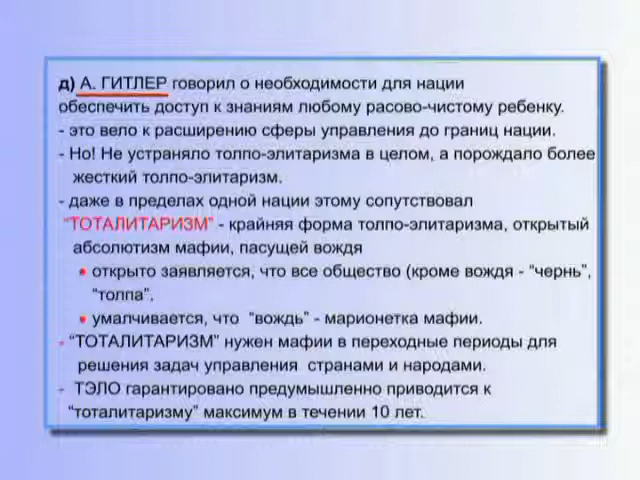 д) А. ГИТЛЕР говорил о необходимости для нации
обеспечить доступ к знаниям любому расово-чистому ребенку.
- это вело к расширению сферы управления до границ нации.
- Но! Не устраняло толпо-элитаризма в целом, а порождало более
жесткий толпо-элитаризм.
- даже в пределах одной нации этому сопутствовал
"ТОТАЛИТАРИЗМ" - крайняя форма толпо-элитаризма, открытый
абсолютизм мафии, пасущей вождя
• открыто заявляется, что все общество (кроме вождя - "чернь",
"толпа".
• умалчивается, что "вождь" - марионетка мафии.
- "ТОТАЛИТАРИЗМ" нужен мафии в переходные периоды для
решения задач управления странами и народами.
- ТЭЛО гарантировано предумышленно приводится к
"тоталитаризму" максимум в течении 10 лет.